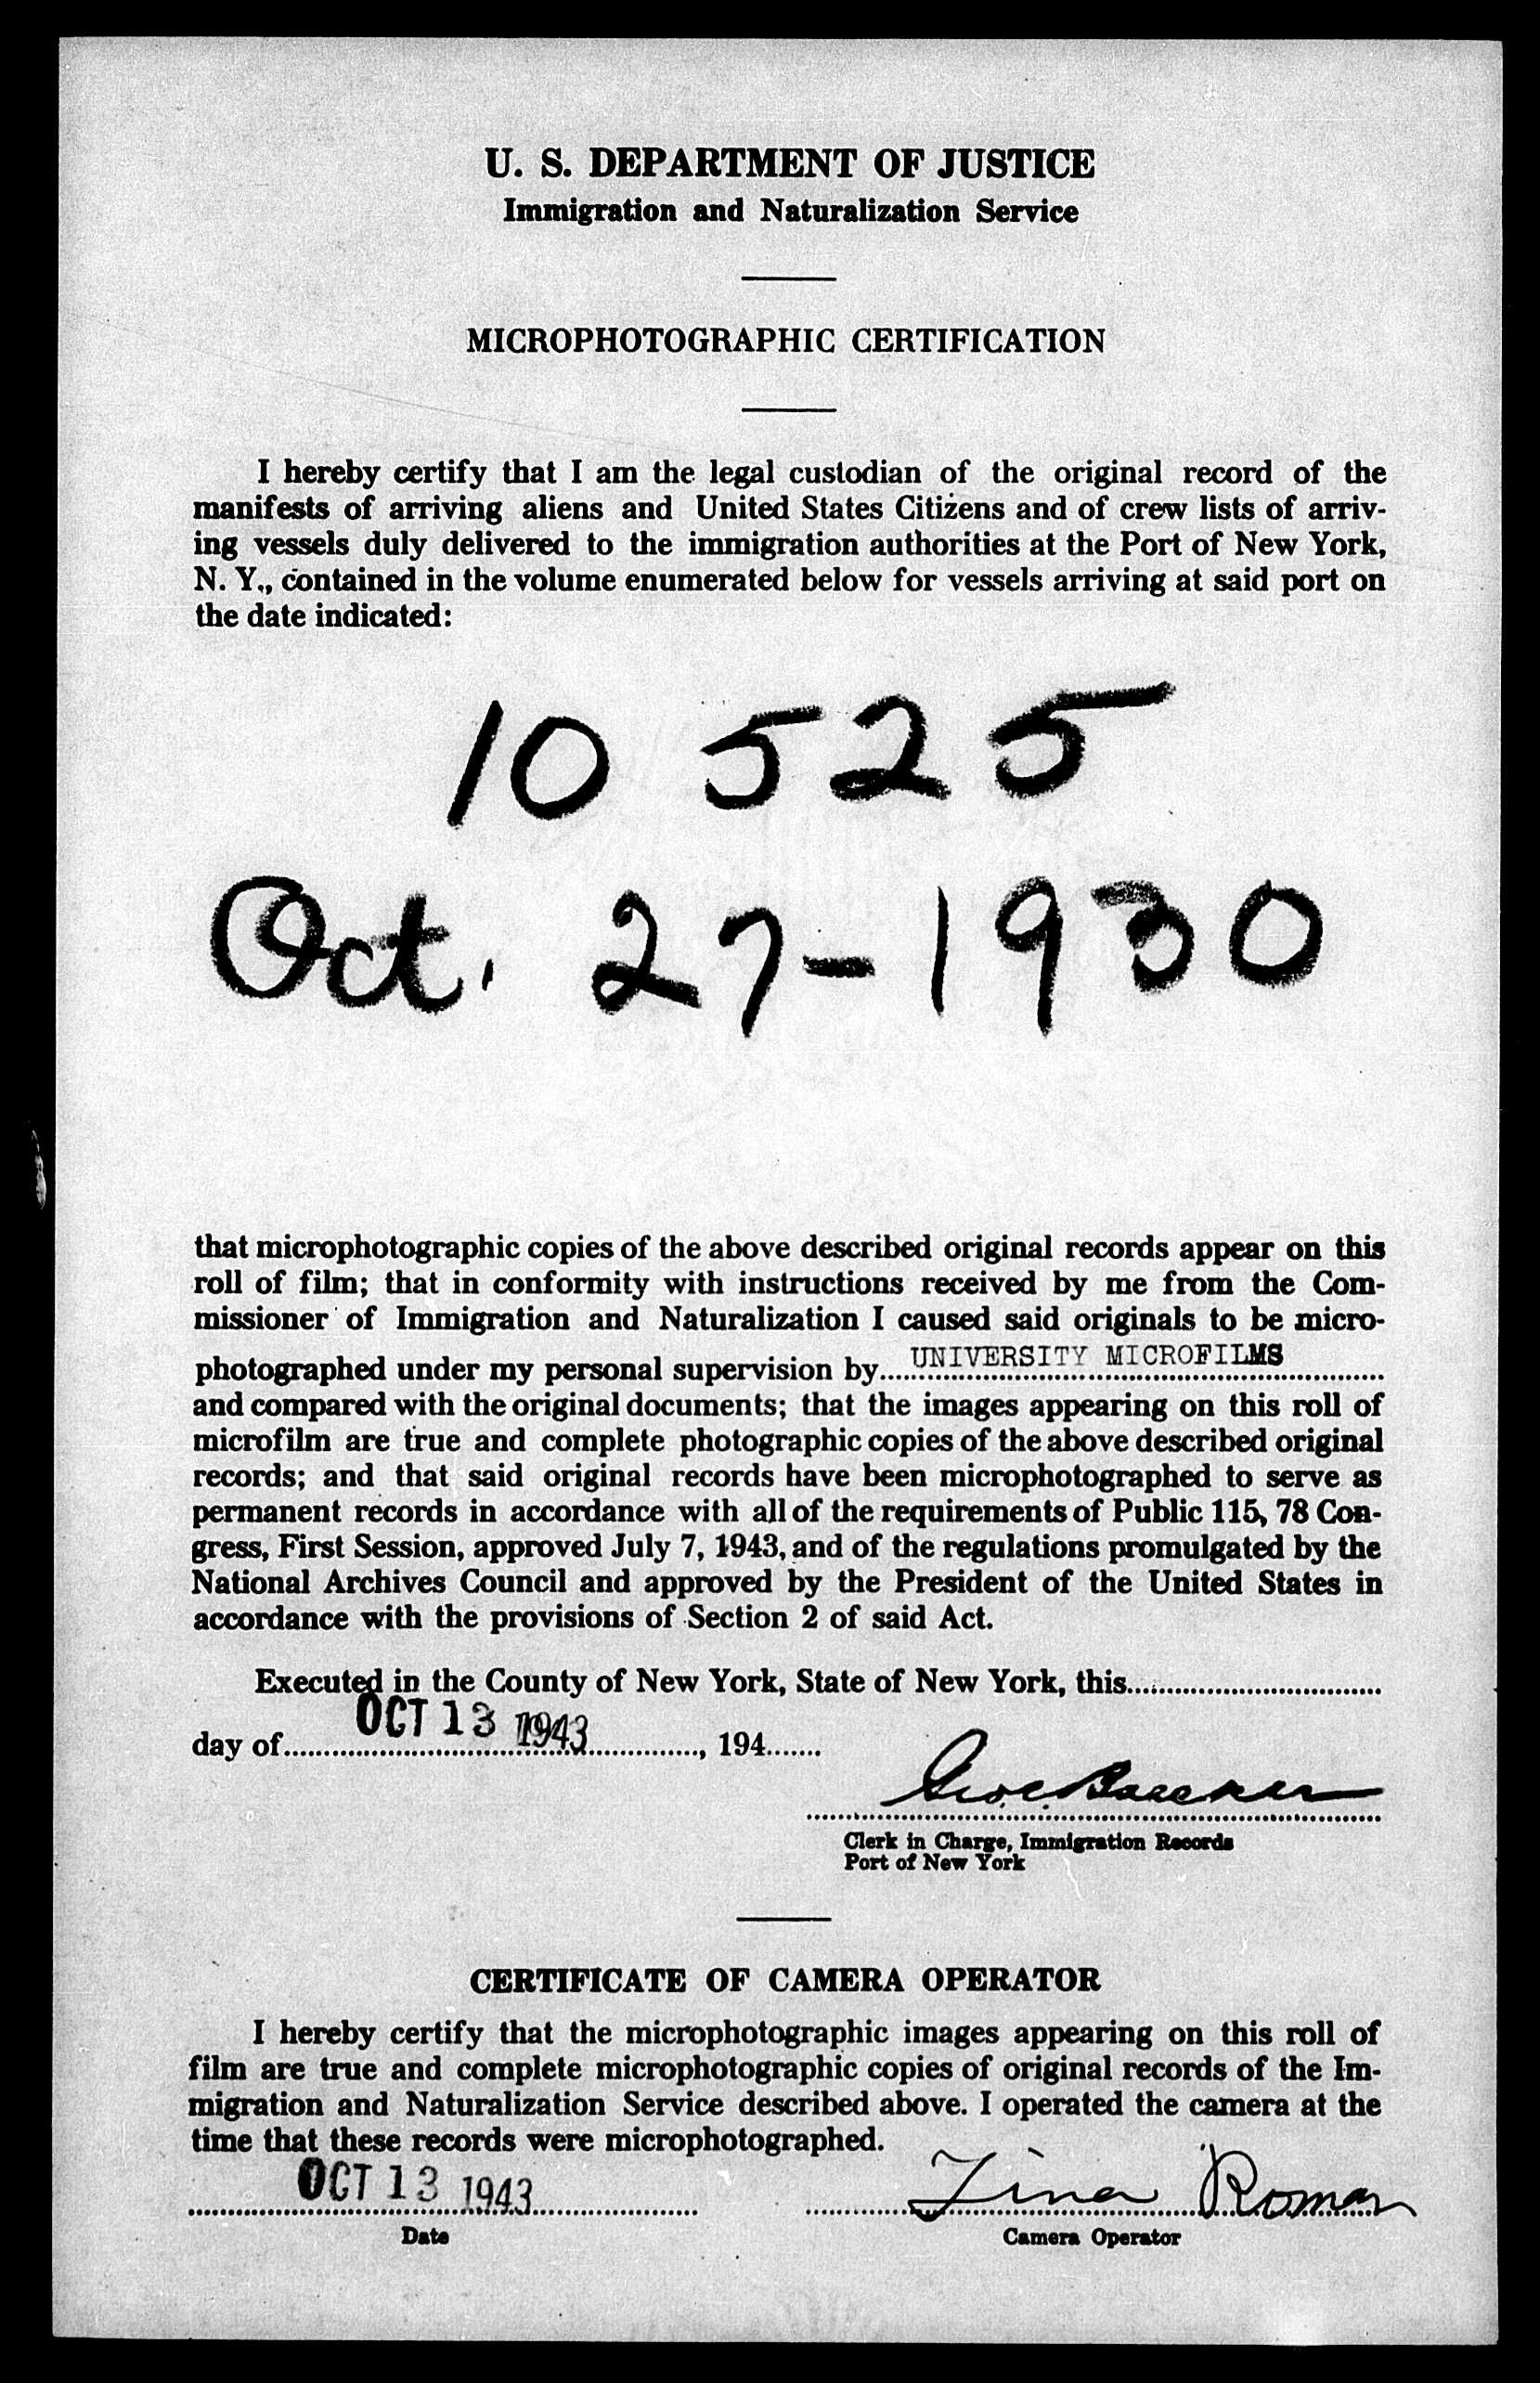 U. S. DEPARTMENT OF JUSTICE
Immigration and Naturalization Service
MICROPHOTOGRAPHIC CERTIFICATION
I hereby certify that I am the legal custodian of the original record of the
manifests of arriving aliens and United States Citizens and of crew lists of arriv-
ing vessels duly delivered to the immigration authorities at the Port of New York,
N. Y., contained in the volume enumerated below for vessels arriving at said port on
the date indicated:
10 525
Oct. 27-1930
that microphotographic copies of the above described original records appear on this
roll of film; that in conformity with instructions received by me from the Com-
missioner of Immigration and Naturalization I caused said originals to be micro-
photographed under my personal supervision by UNIVERSITY MICROFILMS
and compared with the original documents; that the images appearing on this roll of
microfilm are true and complete photographic copies of the above described original
records; and that said original records have been microphotographed to serve as
permanent records in accordance with all of the requirements of Public 115, 78 Con-
gress, First Session, approved July 7, 1943, and of the regulations promulgated by the
National Archives Council and approved by the President of the United States in
accordance with the provisions of Section 2 of said Act.
Executed in the County of New York, State of New York, this
day of OCT 13 1943, 194
Clerk in Charge, Immigration Records
Port of New York
CERTIFICATE OF CAMERA OPERATOR
I hereby certify that the microphotographic images appearing on this roll of
film are true and complete microphotographic copies of original records of the Im-
migration and Naturalization Service described above. I operated the camera at the
time that these records were microphotographed.
OCT 13 1943 Tina Roman
Date Camera Operator